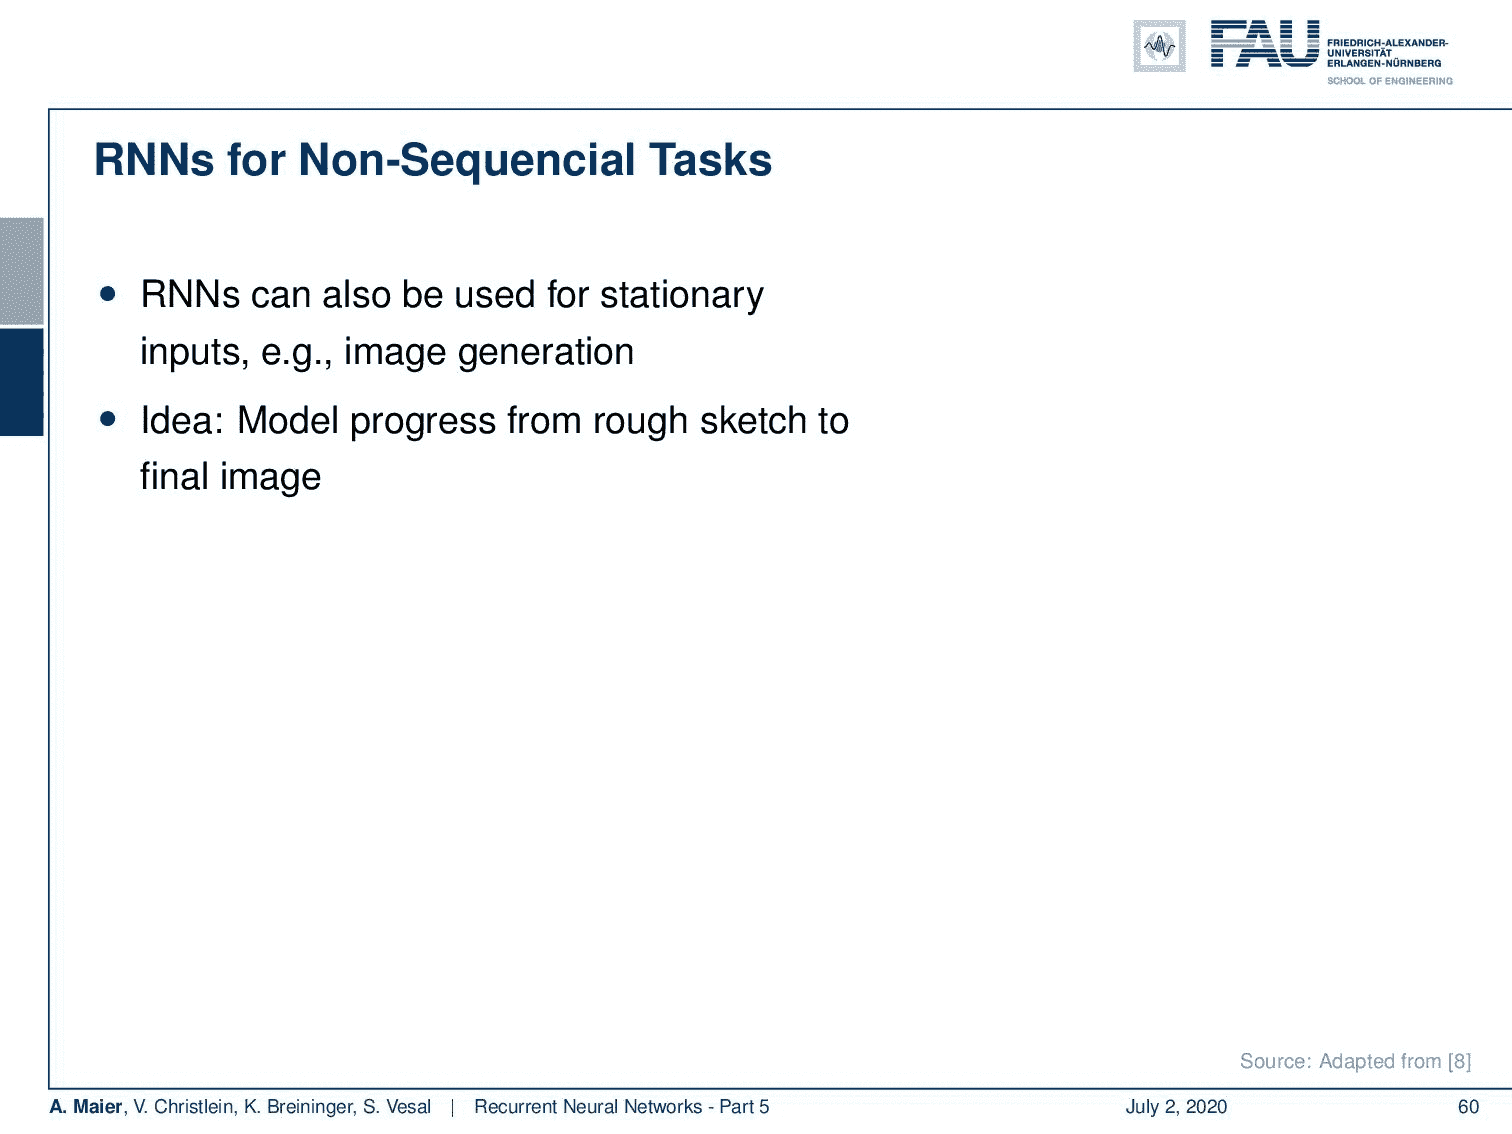 FAU
FRIEDRICH-ALEXANDER-
UNIVERSITÄT
ERLANGEN-NÜRNBERG
SCHOOL OF ENGINEERING
RNNs for Non-Sequencial Tasks
• RNNs can also be used for stationary
inputs, e.g., image generation
• Idea: Model progress from rough sketch to
final image
Source: Adapted from [8]
A. Maier, V. Christlein, K. Breininger, S. Vesal | Recurrent Neural Networks - Part 5 July 2, 2020 60